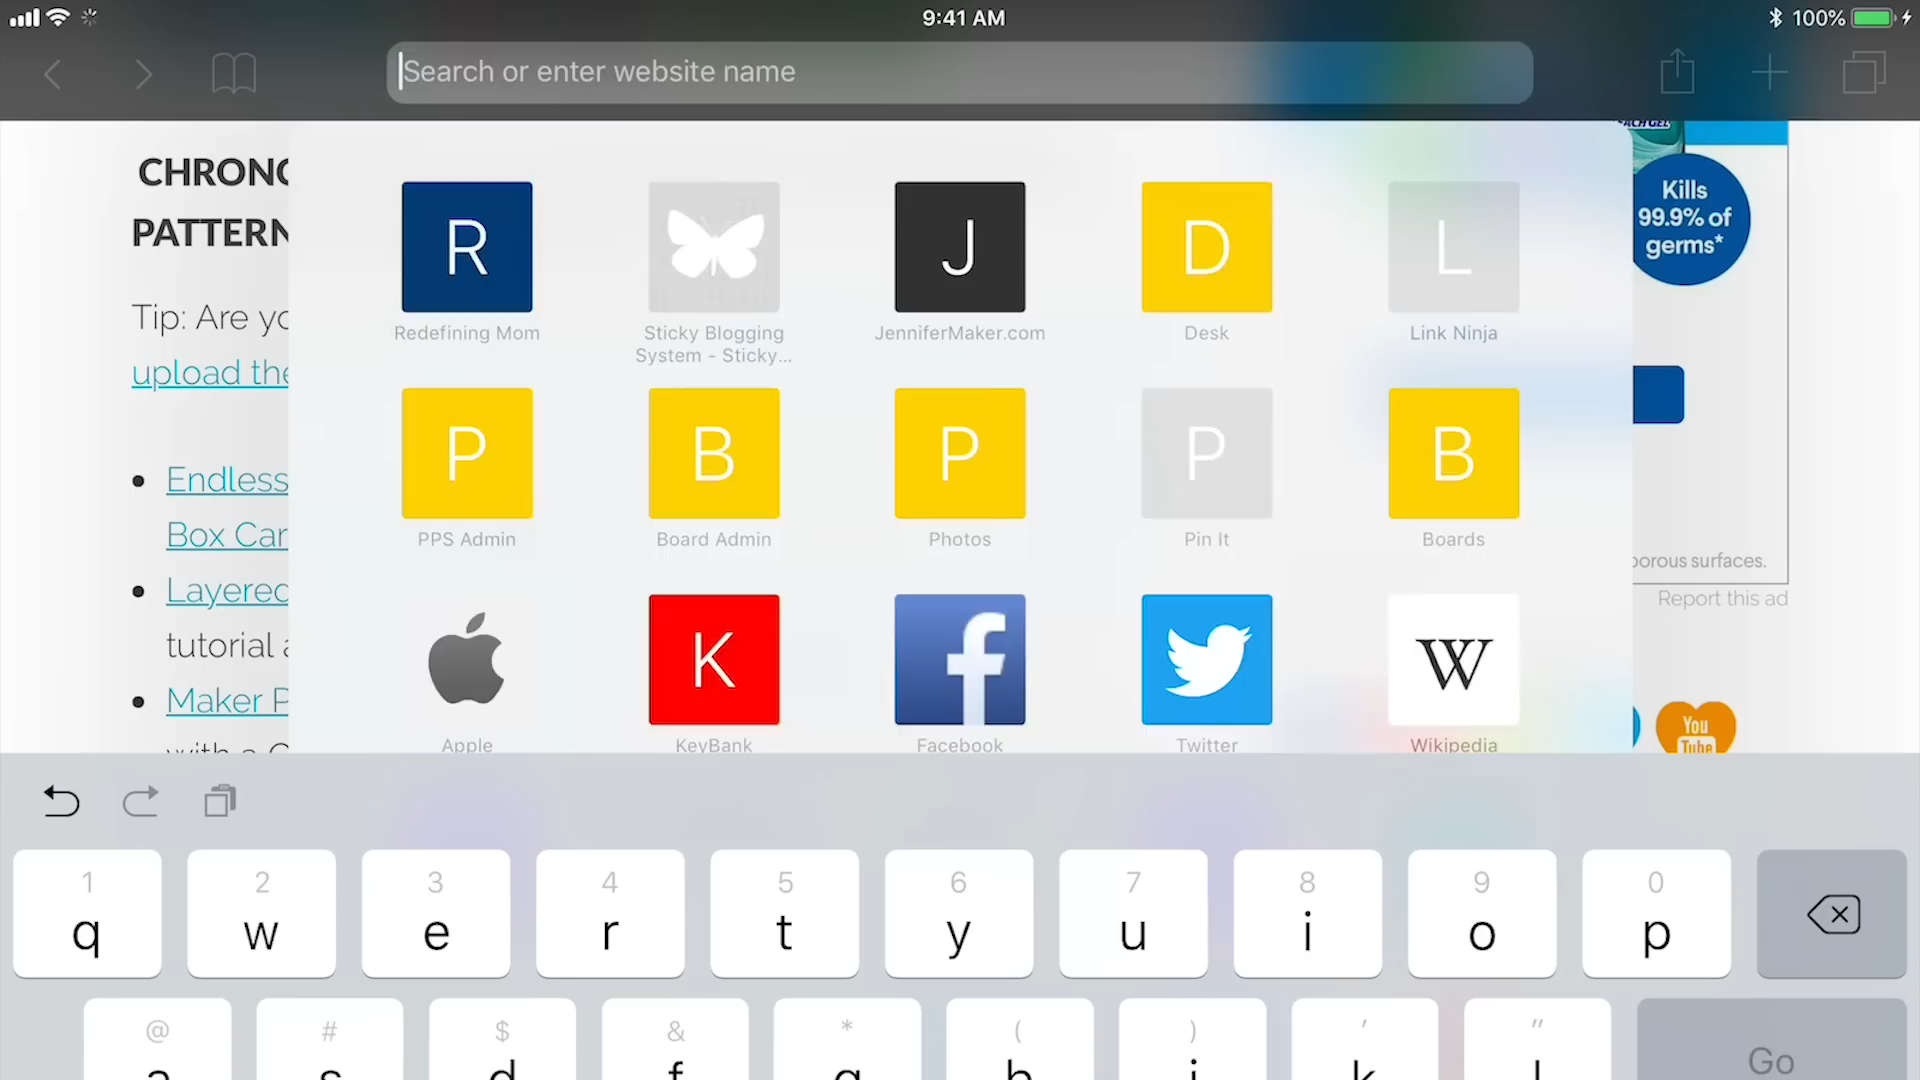 9:41 AM
100%
Search or enter website name
CHRONO
PATTERN
Tip: Are yo
upload the
Endless
Box Car
Layered
tutorial a
Maker P
with a C
R
Redefining Mom
Sticky Blogging
System - Sticky...
J
JenniferMaker.com
D
Desk
L
Link Ninja
P
PPS Admin
B
Board Admin
P
Photos
P
Pin It
B
Boards
Apple
K
KeyBank
f
Facebook
Twitter
W
Wikipedia
Kills
99.9% of
germs*
porous surfaces.
Report this ad
You
Tube
1 2 3 4 5 6 7 8 9 0
q w e r t y u i o p
@ # $ & * ( ) ' "
a s d f g h j k l
Go